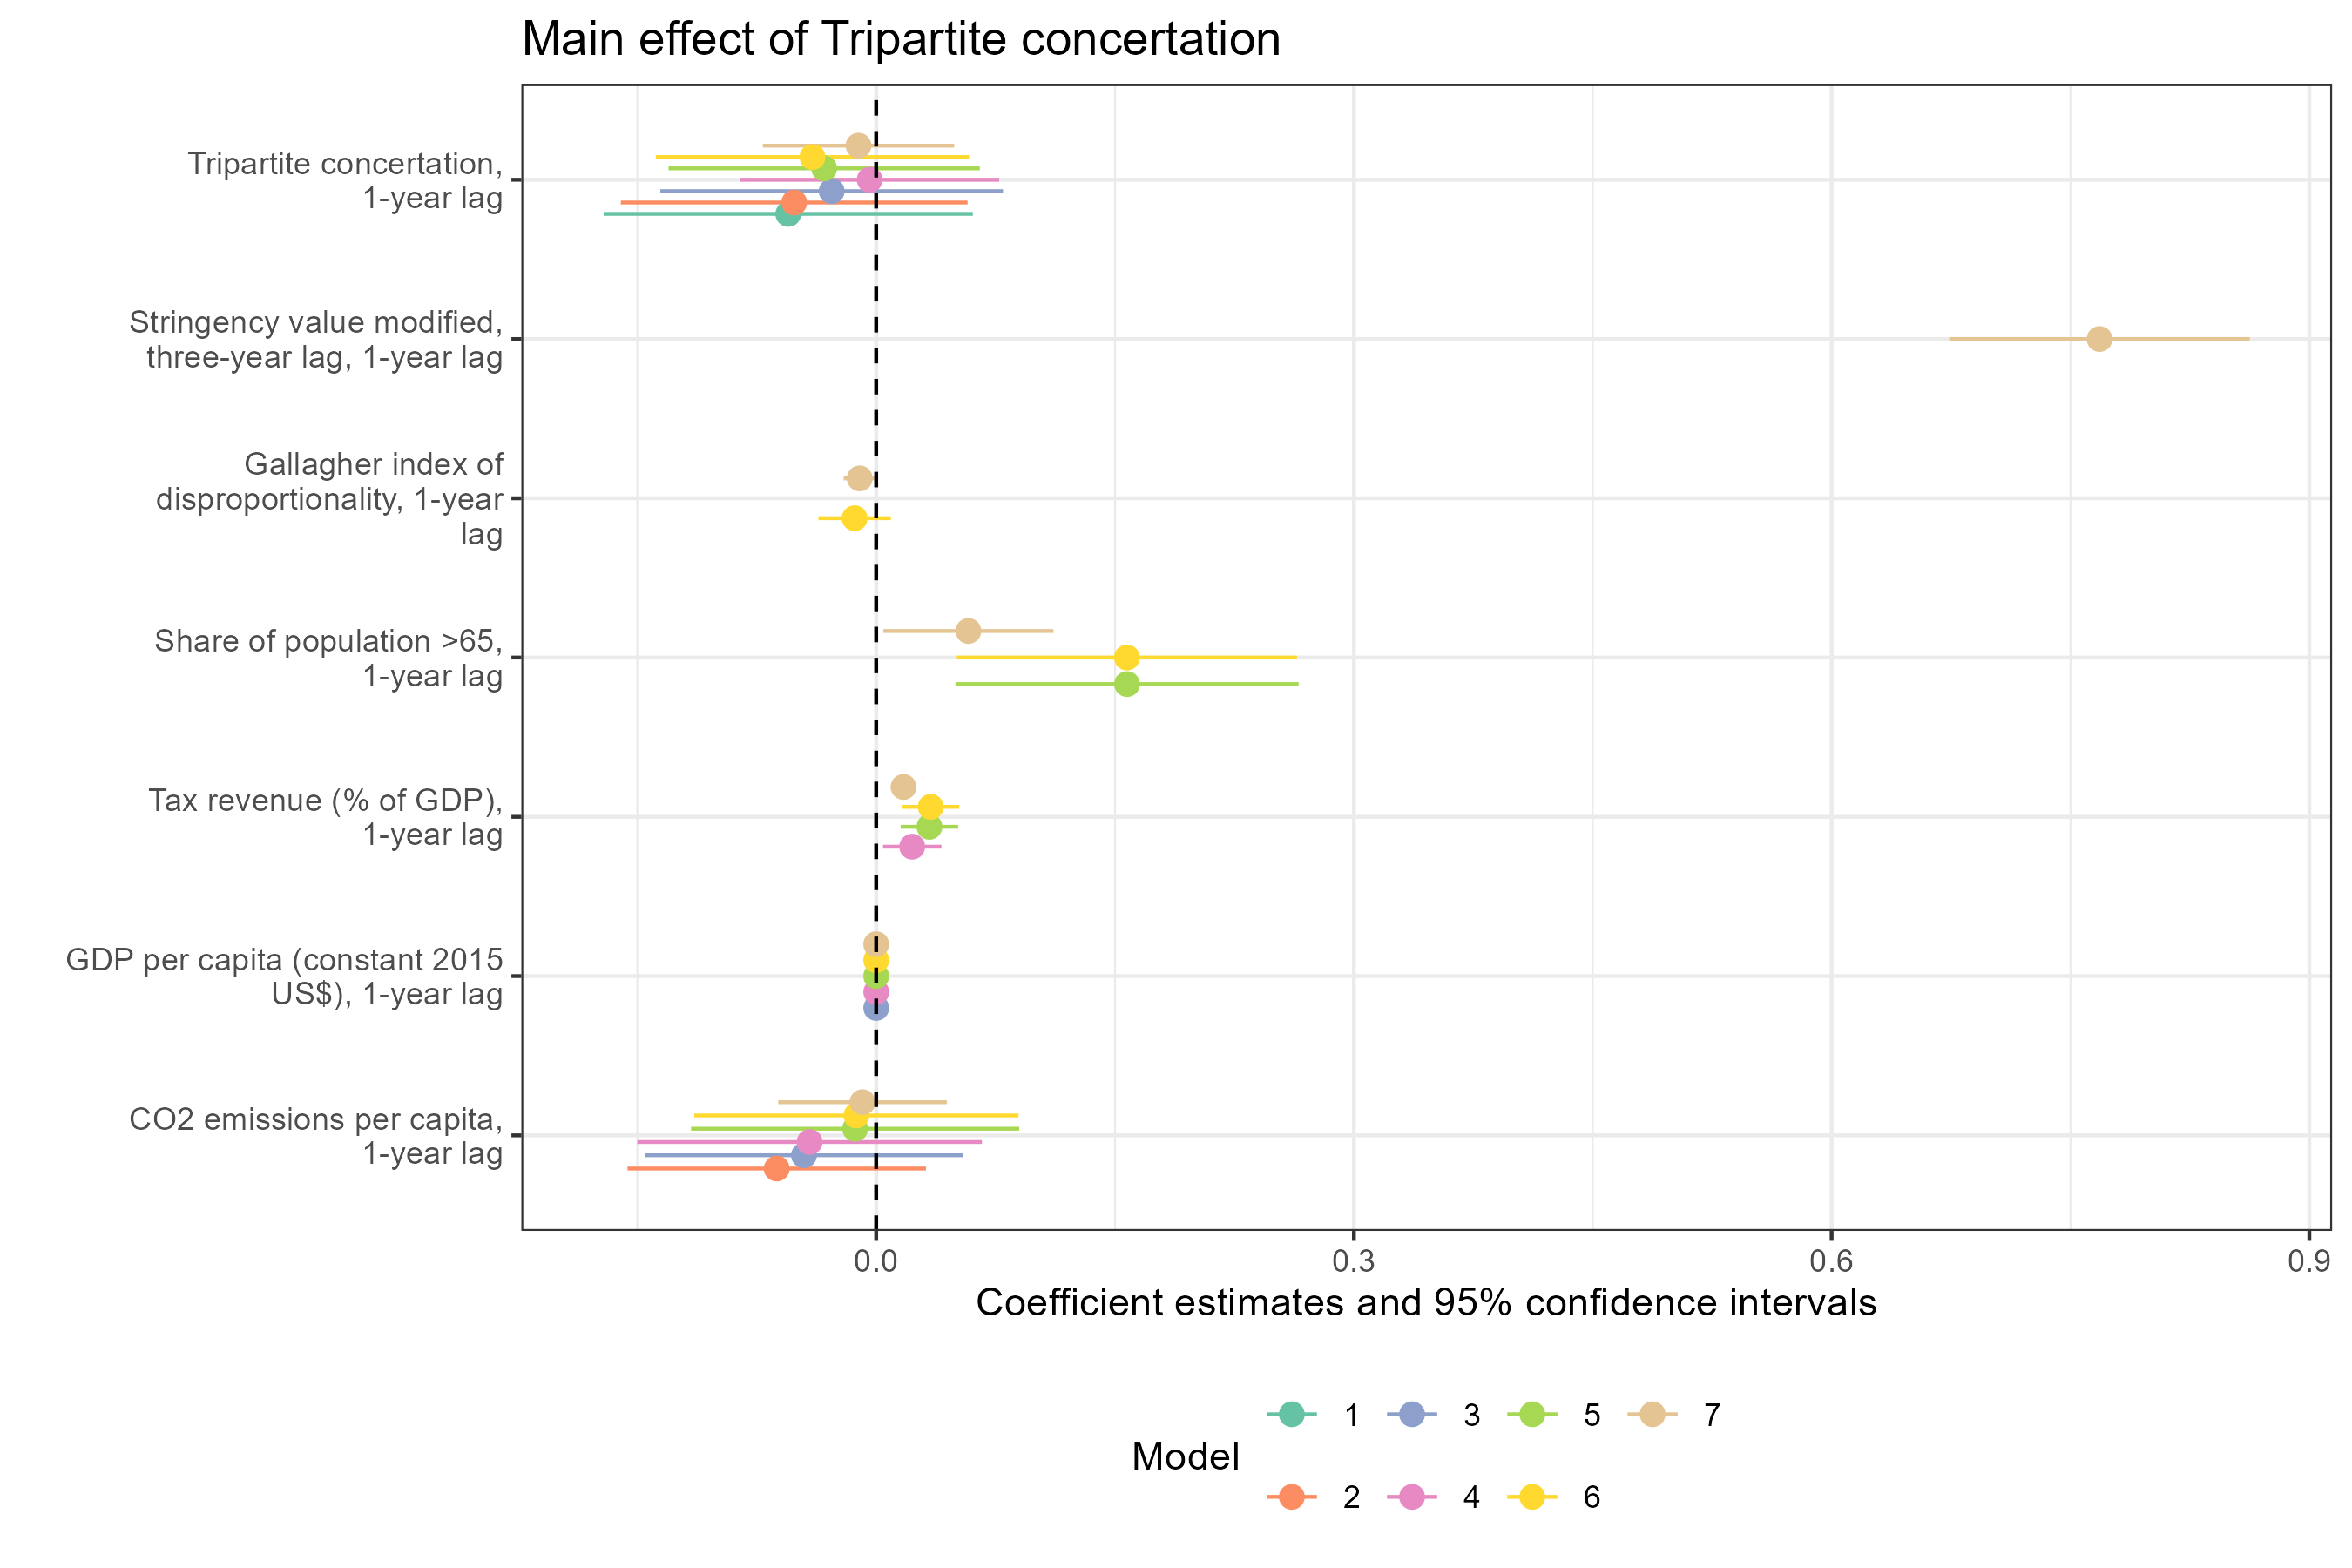 Main effect of Tripartite concertation
Tripartite concertation,
1-year lag
Stringency value modified,
three-year lag, 1-year lag
Gallagher index of
disproportionality, 1-year
lag
Share of population >65,
1-year lag
Tax revenue (% of GDP),
1-year lag
GDP per capita (constant 2015
US$), 1-year lag
CO2 emissions per capita,
1-year lag
0.0 0.3 0.6 0.9
Coefficient estimates and 95% confidence intervals
1 3 5 7
Model
2 4 6